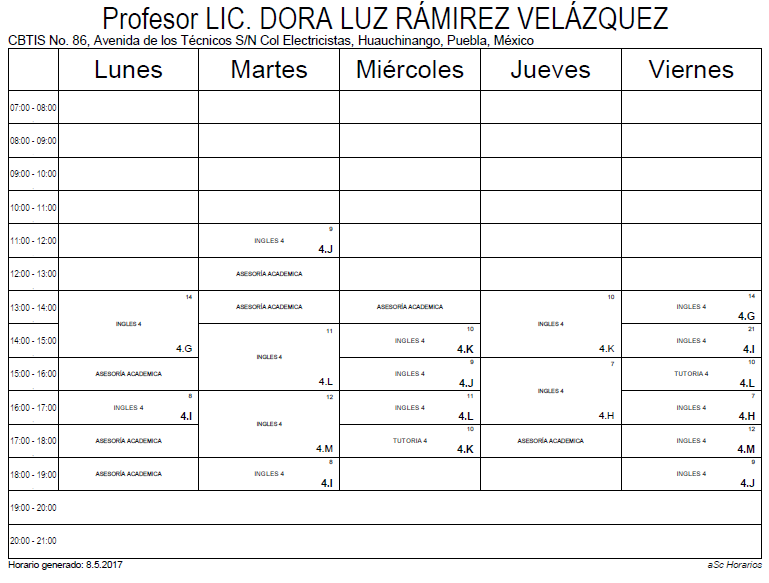 Profesor LIC. DORA LUZ RÁMIREZ VELÁZQUEZ
CBTIS No. 86, Avenida de los Técnicos S/N Col Electricistas, Huauchinango, Puebla, México
Lunes Martes Miércoles Jueves Viernes
07:00 - 08:00
08:00 - 09:00
09:00 - 10:00
10:00 - 11:00
11:00 - 12:00 INGLES 4 9 4.J
12:00 - 13:00 ASESORÍA ACADEMICA
13:00 - 14:00 INGLES 4 14 4.G ASESORÍA ACADEMICA ASESORÍA ACADEMICA INGLES 4 10 4.K INGLES 4 14 4.G
14:00 - 15:00 INGLES 4 11 4.L INGLES 4 10 4.K INGLES 4 21 4.I
15:00 - 16:00 ASESORÍA ACADEMICA INGLES 4 9 4.J INGLES 4 7 4.H TUTORIA 4 10 4.L
16:00 - 17:00 INGLES 4 8 4.I INGLES 4 12 4.M INGLES 4 11 4.L INGLES 4 7 4.H
17:00 - 18:00 ASESORÍA ACADEMICA TUTORIA 4 10 4.K ASESORÍA ACADEMICA INGLES 4 12 4.M
18:00 - 19:00 ASESORÍA ACADEMICA INGLES 4 8 4.I INGLES 4 9 4.J
19:00 - 20:00
20:00 - 21:00
Horario generado: 8.5.2017 aSc Horarios